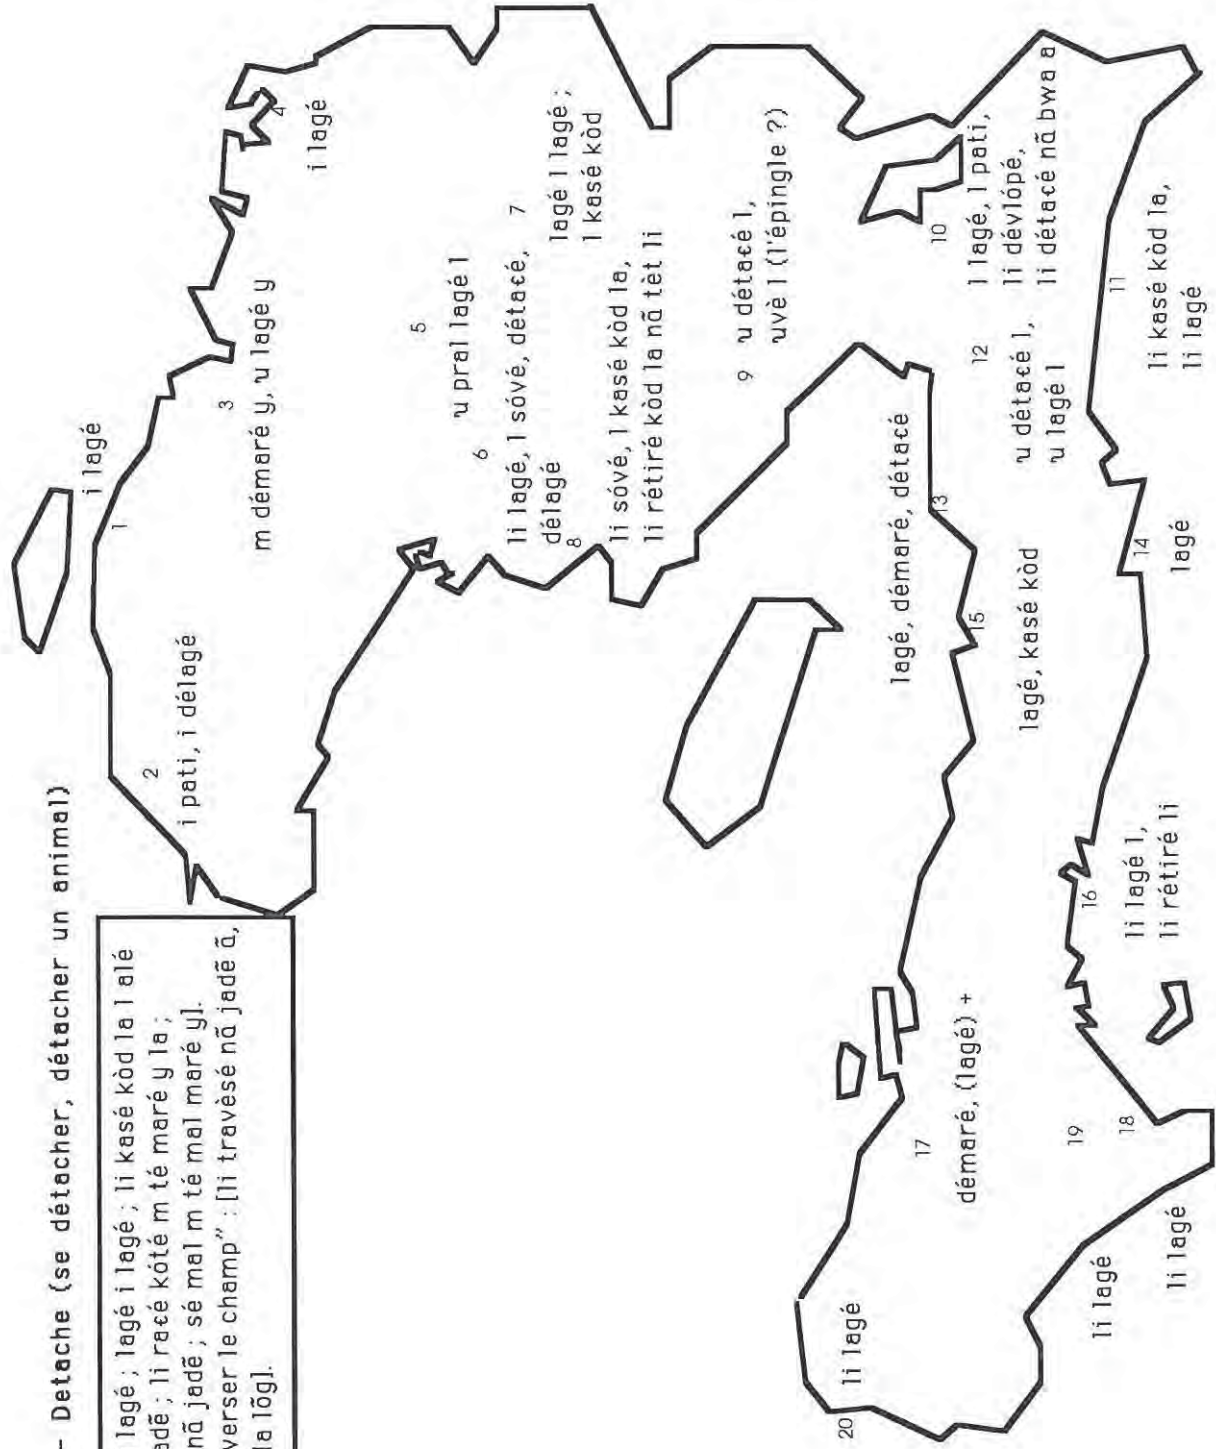 - Detache (se détacher, détacher un animal)
lagé ; lagé i lagé ; li kasé kòd la l alé
adẽ ; li raɛé kóté m té maré y la ;
nã jadẽ ; sé mal m té mal maré y].
verser le champ" : [li travèsé nã jadẽ ã,
la lõg].
1
i lagé
2
i pati, i délagé
3
m démaré y, u lagé y
4
i lagé
5
u pral lagé l
6
li lagé, l sóvé, détaɛé,
délagé
7
lagé l lagé ;
l kasé kòd
8
li sóvé, l kasé kòd la,
li rétiré kòd la nã tèt li
9
u détaɛé l,
uvè l (l'épingle ?)
10
l lagé, l pati,
li dévlópé,
li détaɛé nã bwa a
11
li kasé kòd la,
li lagé
12
u détaɛé l,
u lagé l
13
lagé, démaré, détaɛé
14
lagé
15
lagé, kasé kòd
16
li lagé l,
li rétiré li
17
démaré, (lagé) +
18
li lagé
19
li lagé
20
li lagé